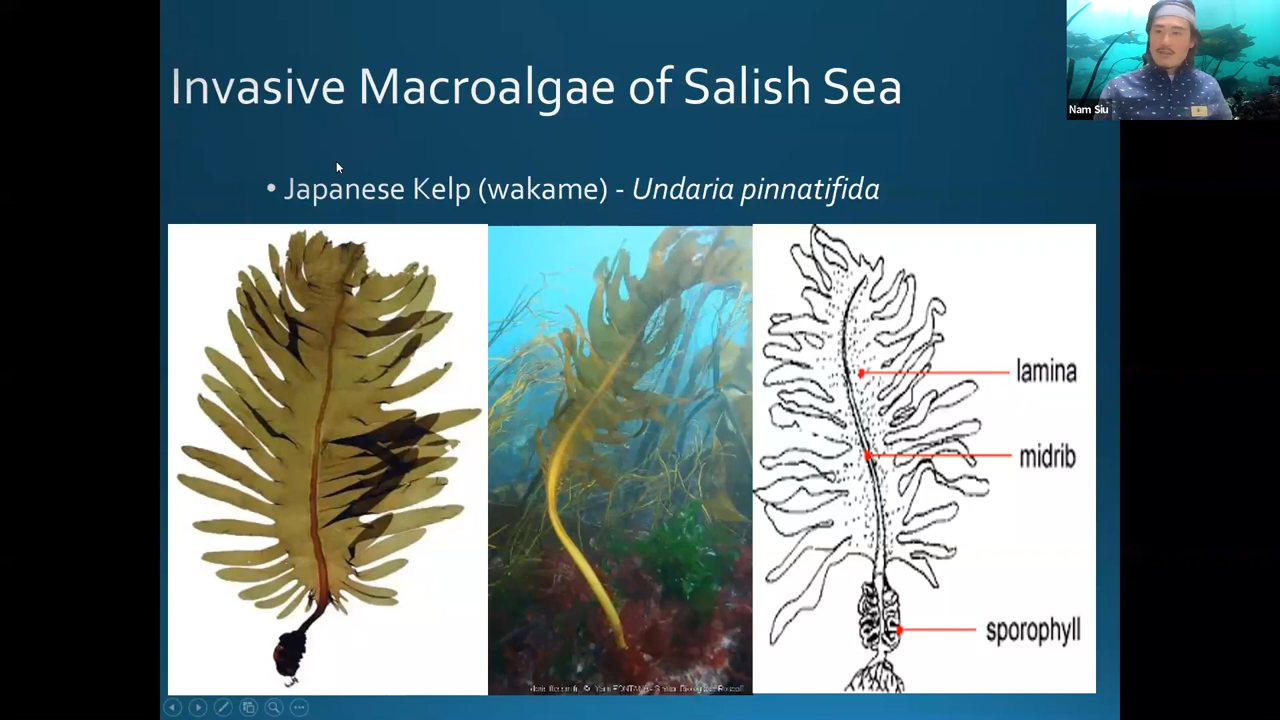 Invasive Macroalgae of Salish Sea
Nam Siu
• Japanese Kelp (wakame) - Undaria pinnatifida
lamina
midrib
sporophyll